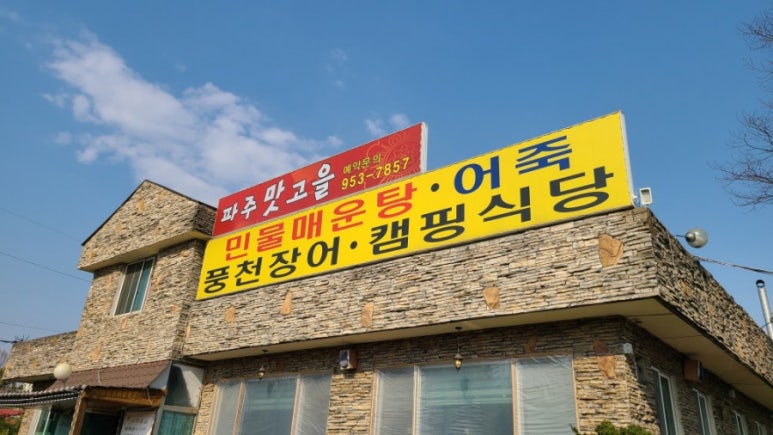 파주 맛고을
예약문의
953-7857
민물매운탕·어죽
풍천장어·캠핑식당